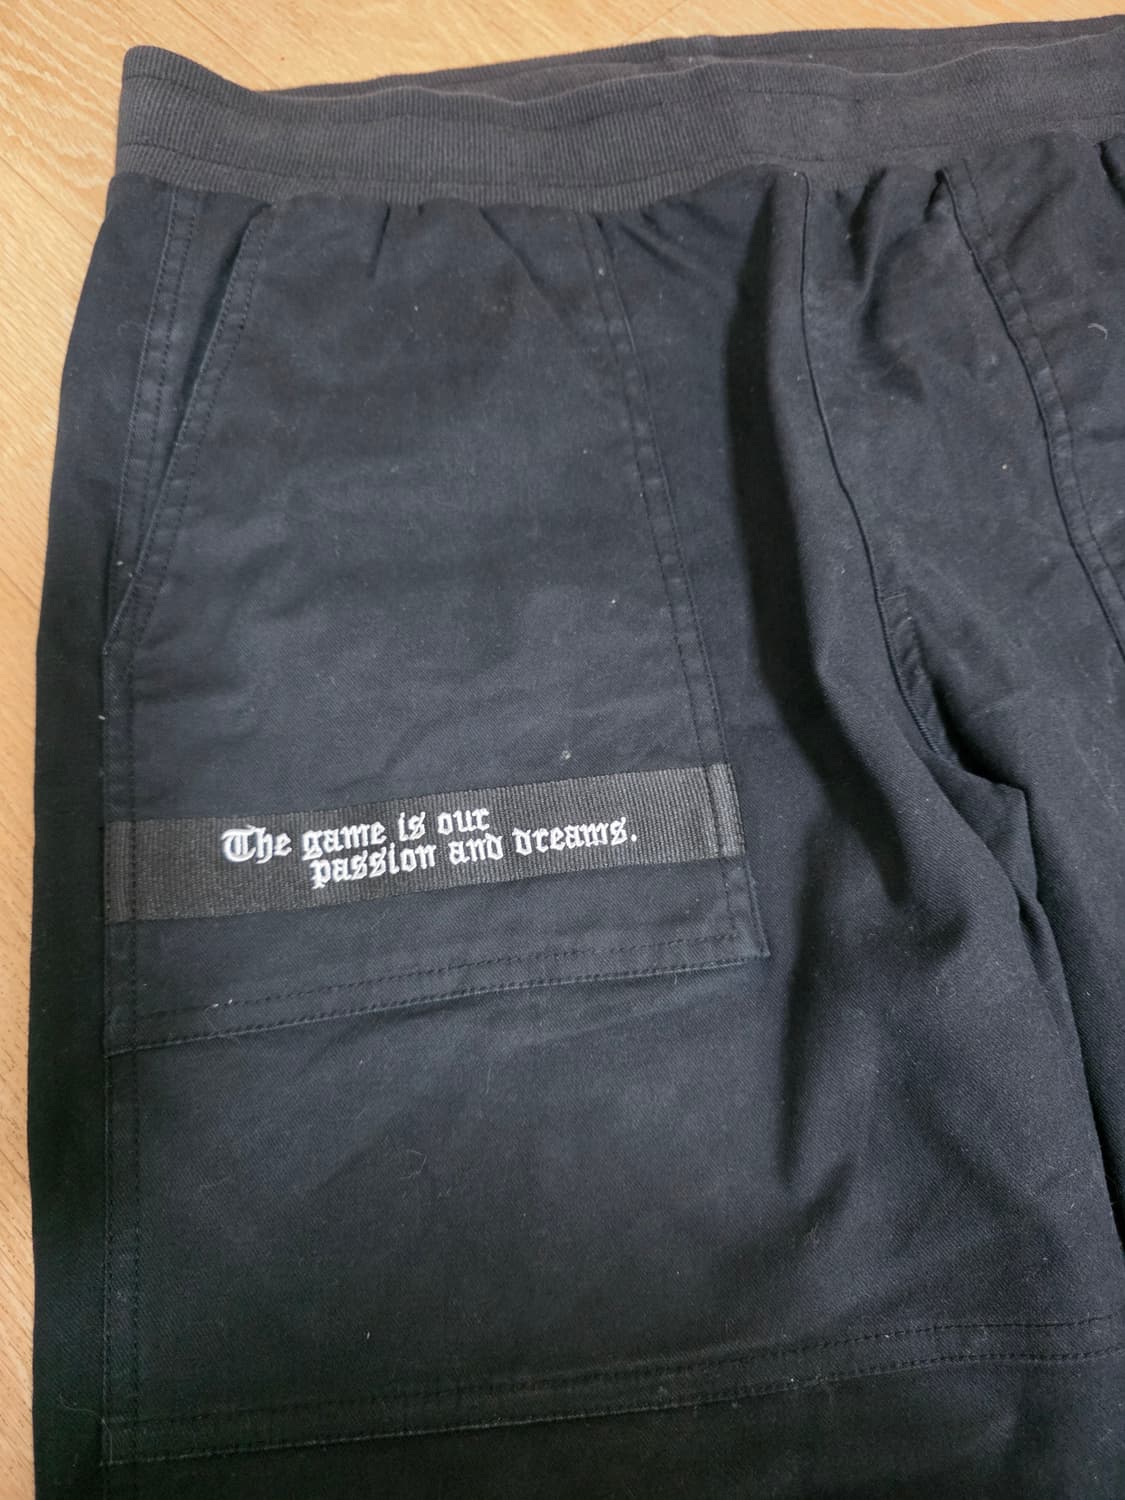 The game is our
passion and dreams.